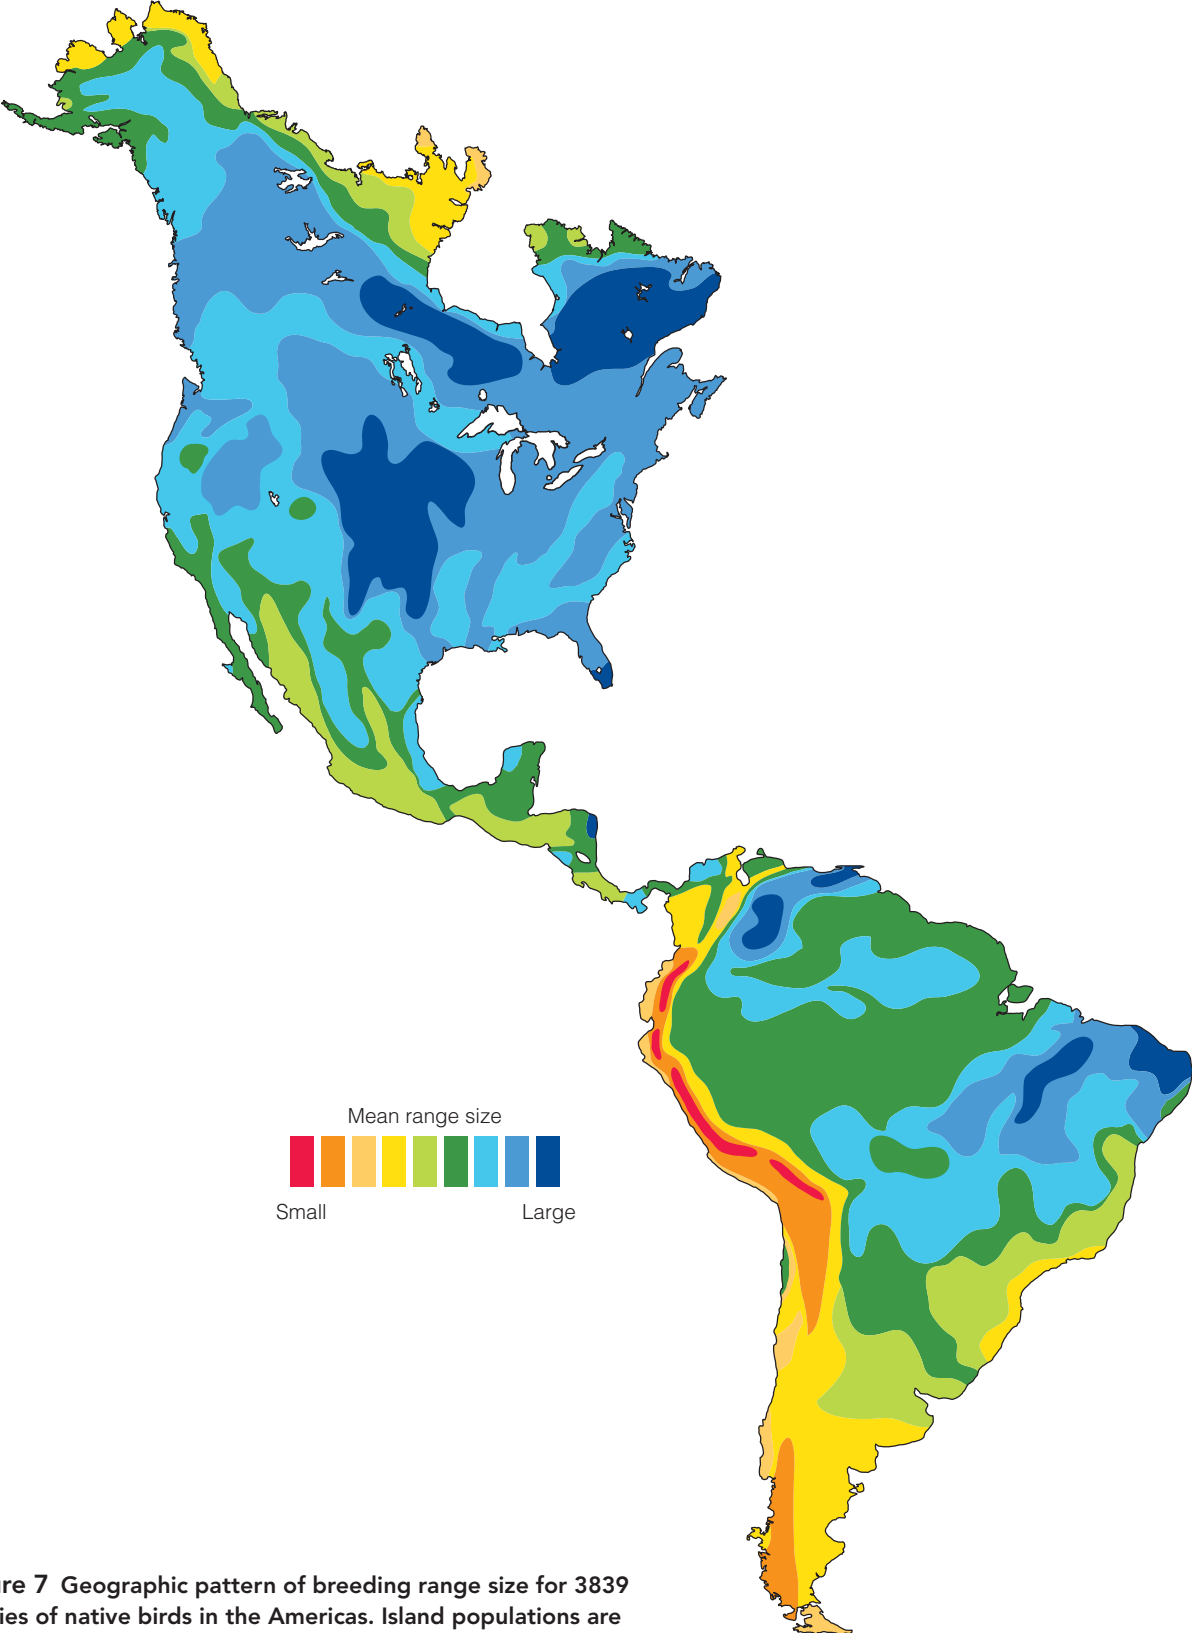 Mean range size
Small Large
re 7 Geographic pattern of breeding range size for 3839
ies of native birds in the Americas. Island populations are